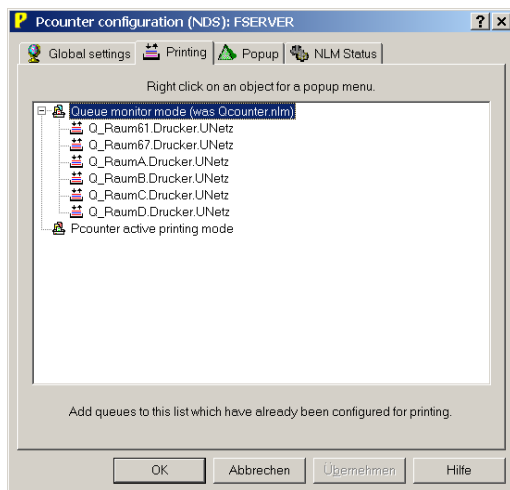 Pcounter configuration (NDS): FSERVER
Global settings Printing Popup NLM Status
Right click on an object for a popup menu.
Queue monitor mode (was Qcounter.nlm)
Q_Raum61.Drucker.UNetz
Q_Raum67.Drucker.UNetz
Q_RaumA.Drucker.UNetz
Q_RaumB.Drucker.UNetz
Q_RaumC.Drucker.UNetz
Q_RaumD.Drucker.UNetz
Pcounter active printing mode
Add queues to this list which have already been configured for printing.
OK Abbrechen Übernehmen Hilfe